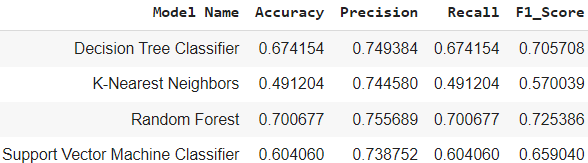 Model Name Accuracy Precision Recall F1_Score
Decision Tree Classifier 0.674154 0.749384 0.674154 0.705708
K-Nearest Neighbors 0.491204 0.744580 0.491204 0.570039
Random Forest 0.700677 0.755689 0.700677 0.725386
Support Vector Machine Classifier 0.604060 0.738752 0.604060 0.659040